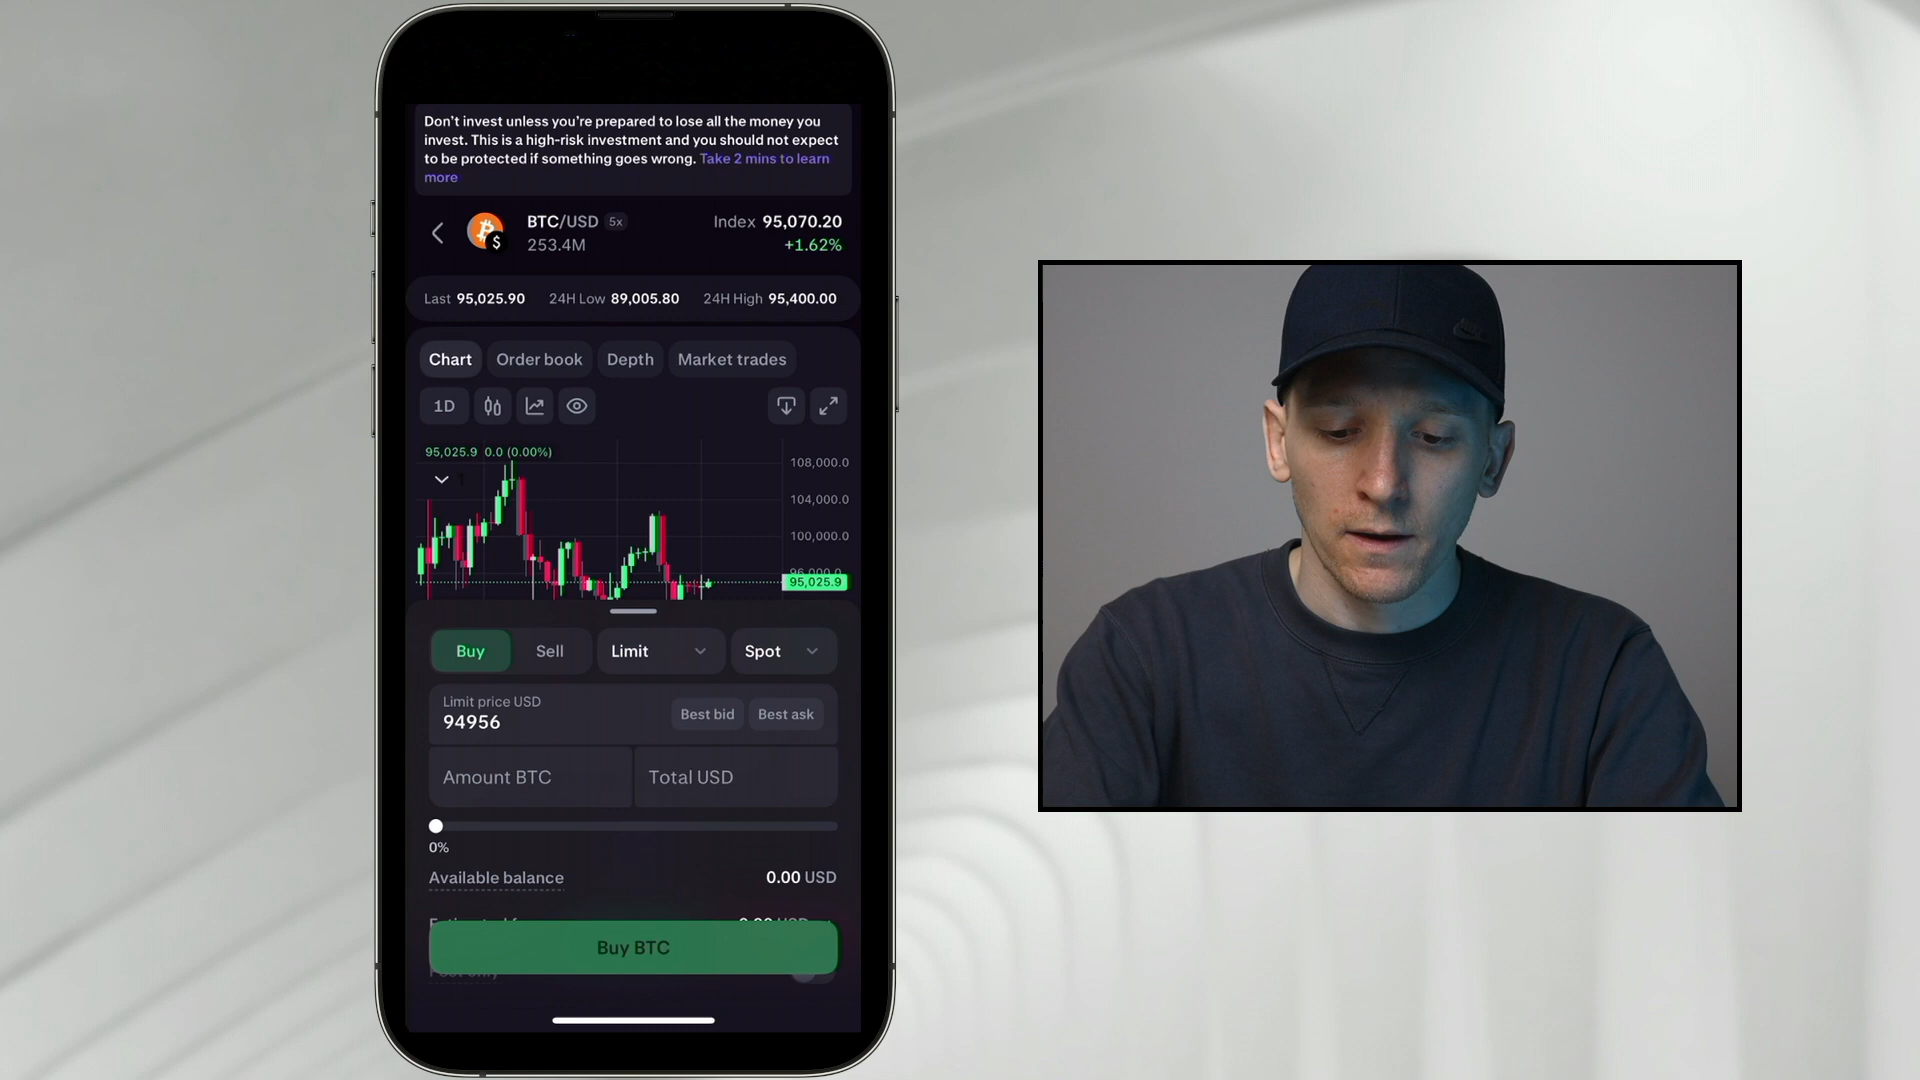 Don't invest unless you're prepared to lose all the money you
invest. This is a high-risk investment and you should not expect
to be protected if something goes wrong. Take 2 mins to learn
more
BTC/USD 5x
253.4M
Index 95,070.20
+1.62%
Last 95,025.90 24H Low 89,005.80 24H High 95,400.00
Chart Order book Depth Market trades
1D
95,025.9 0.0 (0.00%)
108,000.0
104,000.0
100,000.0
96,000.0
95,025.9
Buy Sell Limit Spot
Limit price USD
94956
Best bid Best ask
Amount BTC Total USD
0%
Available balance 0.00 USD
Buy BTC